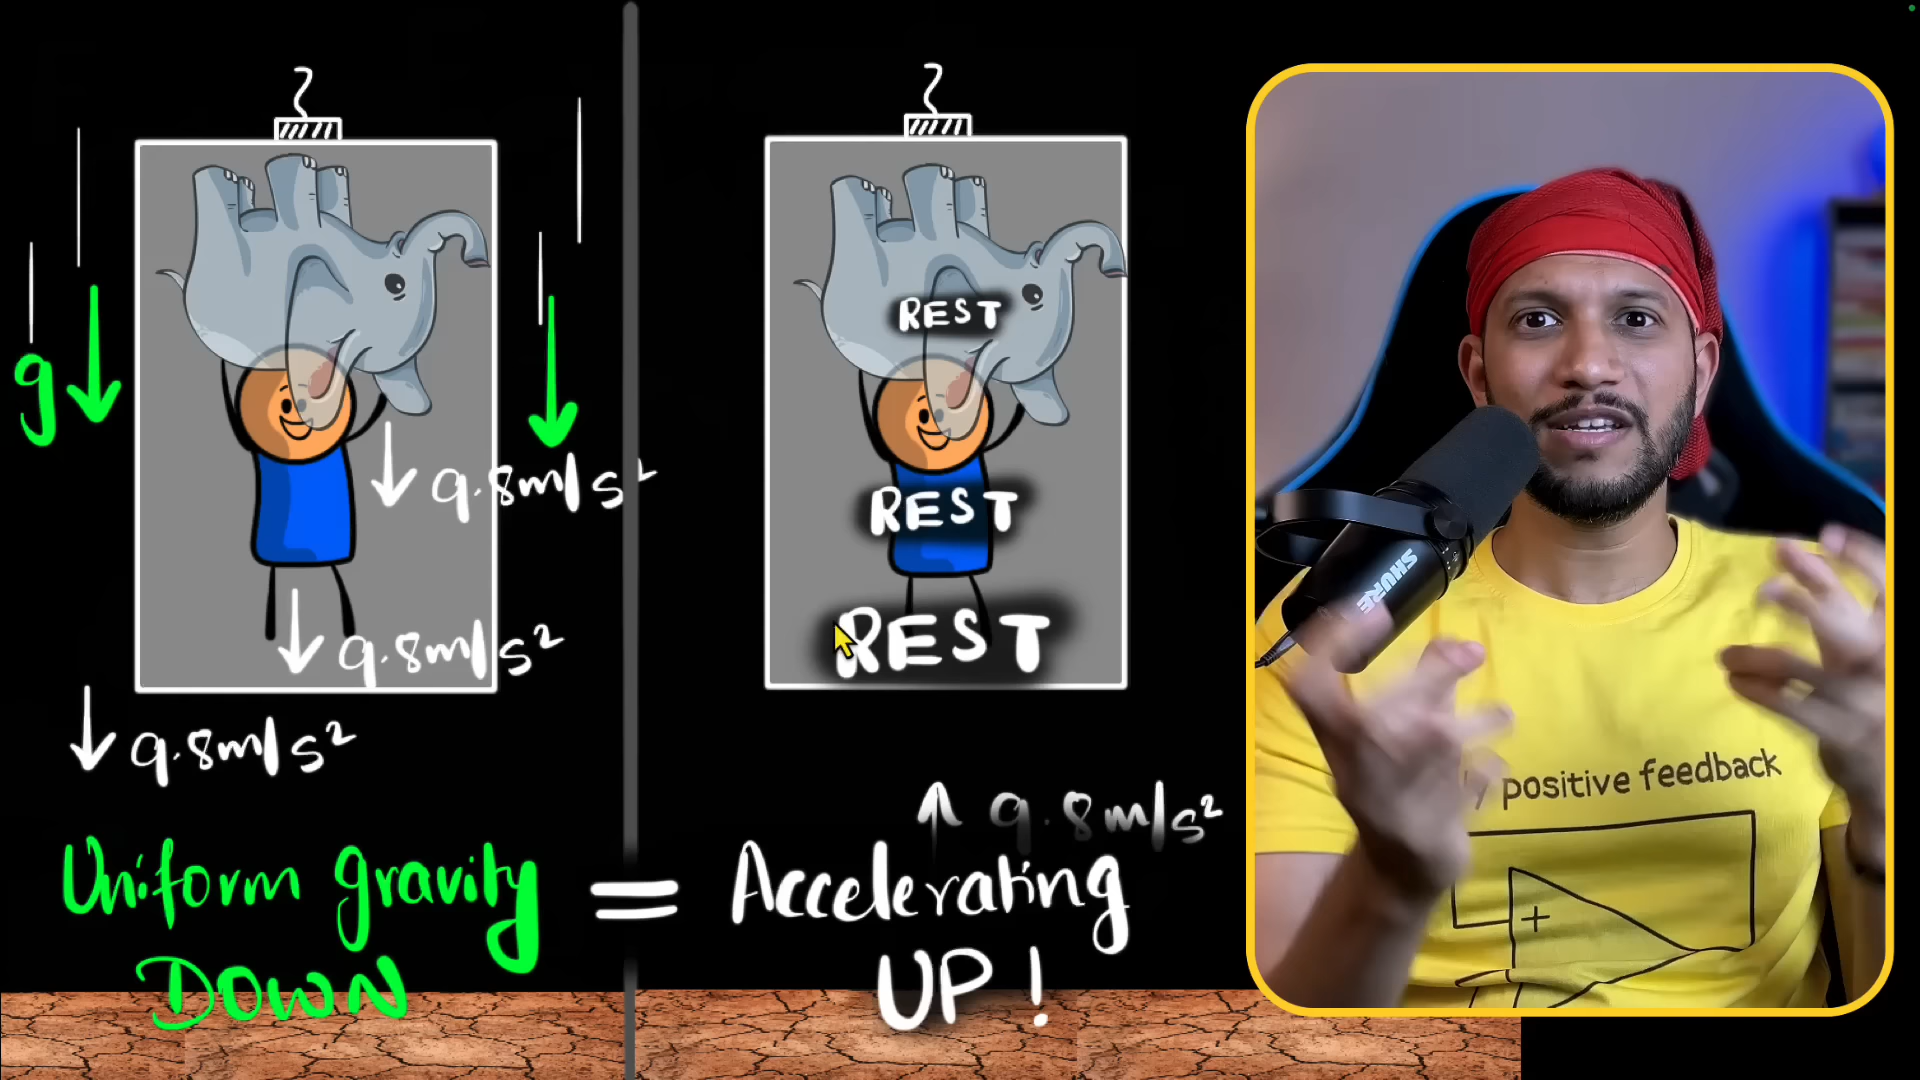 g
9.8m/s²
9.8m/s²
9.8m/s²
Uniform gravity
DOWN
=
REST
REST
REST
9.8m/s²
Accelerating
UP!
SHURE
positive feedback
+